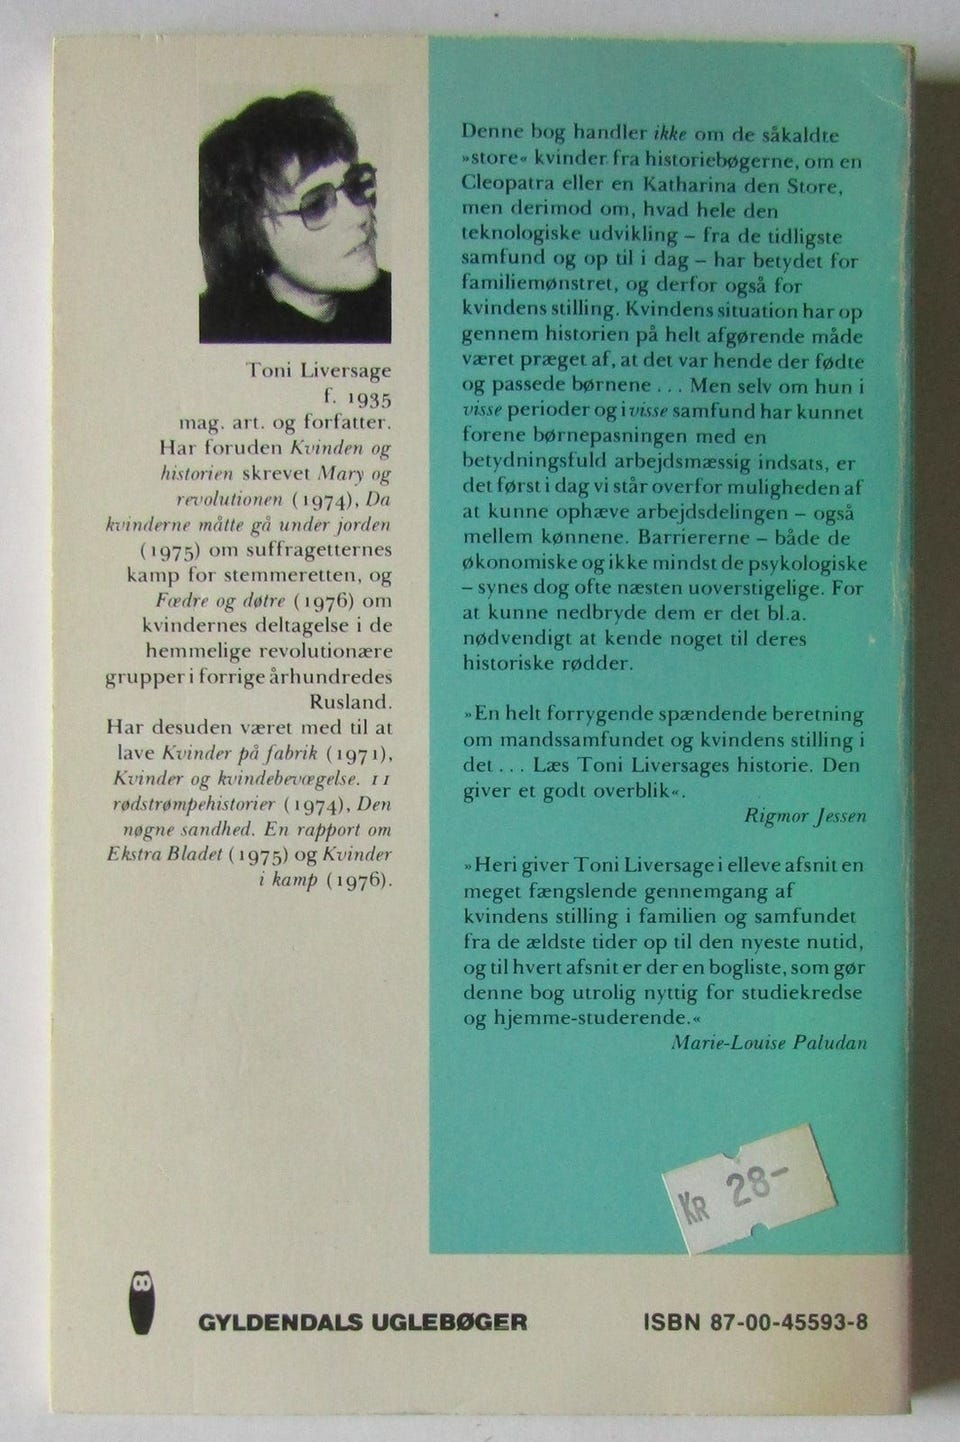 Toni Liversage
f. 1935
mag. art. og forfatter.
Har foruden Kvinden og
historien skrevet Mary og
revolutionen (1974), Da
kvinderne måtte gå under jorden
(1975) om suffragetternes
kamp for stemmeretten, og
Fædre og døtre (1976) om
kvindernes deltagelse i de
hemmelige revolutionære
grupper i forrige århundredes
Rusland.
Har desuden været med til at
lave Kvinder på fabrik (1971),
Kvinder og kvindebevægelse. 11
rødstrømpehistorier (1974), Den
nøgne sandhed. En rapport om
Ekstra Bladet (1975) og Kvinder
i kamp (1976).
Denne bog handler ikke om de såkaldte
»store« kvinder fra historiebøgerne, om en
Cleopatra eller en Katharina den Store,
men derimod om, hvad hele den
teknologiske udvikling – fra de tidligste
samfund og op til i dag – har betydet for
familiemønstret, og derfor også for
kvindens stilling. Kvindens situation har op
gennem historien på helt afgørende måde
været præget af, at det var hende der fødte
og passede børnene ... Men selv om hun i
visse perioder og i visse samfund har kunnet
forene børnepasningen med en
betydningsfuld arbejdsmæssig indsats, er
det først i dag vi står overfor muligheden af
at kunne ophæve arbejdsdelingen – også
mellem kønnene. Barriererne – både de
økonomiske og ikke mindst de psykologiske
– synes dog ofte næsten uoverstigelige. For
at kunne nedbryde dem er det bl.a.
nødvendigt at kende noget til deres
historiske rødder.
»En helt forrygende spændende beretning
om mandssamfundet og kvindens stilling i
det ... Læs Toni Liversages historie. Den
giver et godt overblik«.
Rigmor Jessen
»Heri giver Toni Liversage i elleve afsnit en
meget fængslende gennemgang af
kvindens stilling i familien og samfundet
fra de ældste tider op til den nyeste nutid,
og til hvert afsnit er der en bogliste, som gør
denne bog utrolig nyttig for studiekredse
og hjemme-studerende.«
Marie-Louise Paludan
KR 28-
GYLDENDALS UGLEBØGER
ISBN 87-00-45593-8